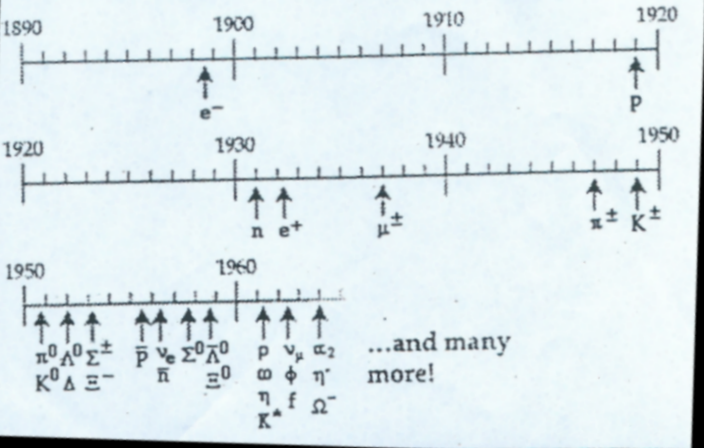 1890 1900 1910 1920
e⁻ p
1920 1930 1940 1950
n e⁺ μ± π± K±
1950 1960
π⁰ Λ⁰ Σ± p̅ νe Σ⁰ Λ̅⁰ ρ νμ α₂
K⁰ Δ Ξ⁻ n̅ Ξ⁰ ω ϕ η'
η f Ω⁻
K*
...and many
more!